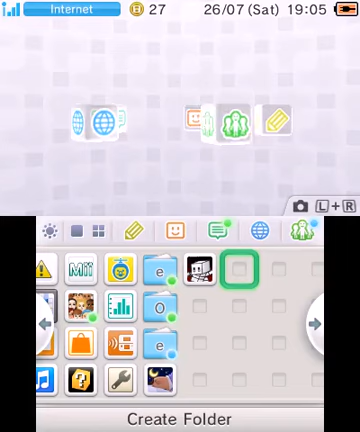 Internet 27 26/07 (Sat) 19:05
L+R
Mii
e
O
e
Create Folder